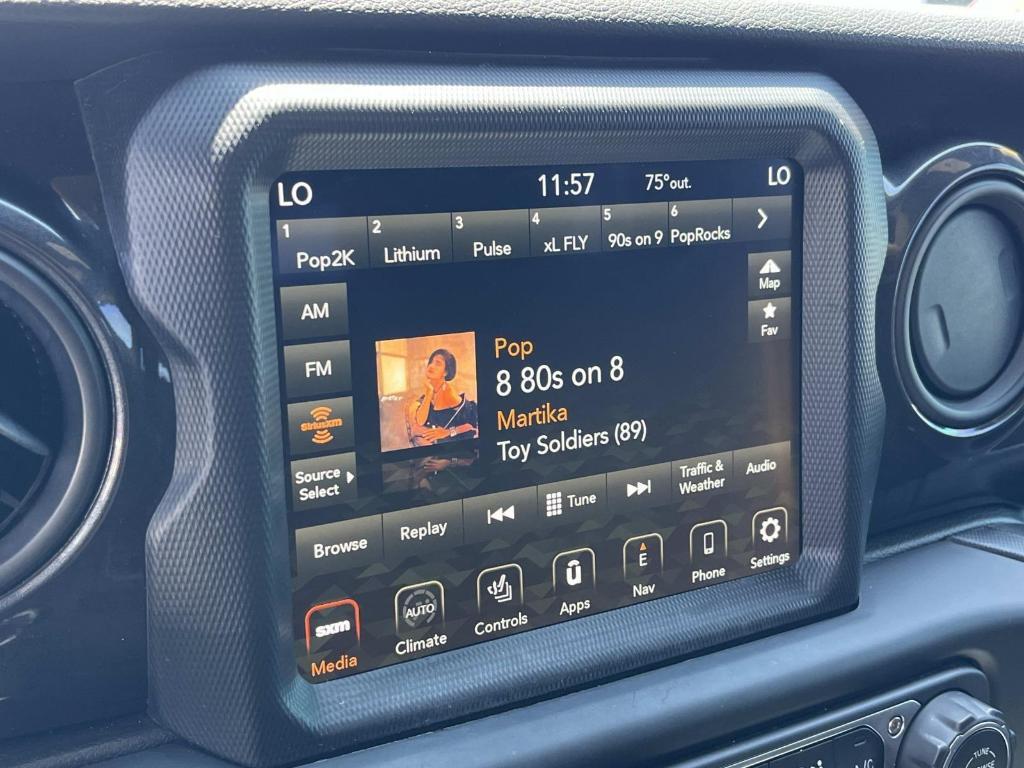 LO 11:57 75°out. LO
1 Pop2K 2 Lithium 3 Pulse 4 xL FLY 5 90s on 9 6 PopRocks
AM
FM
SiriusXM
Source
Select
Map
Fav
Pop
8 80s on 8
Martika
Toy Soldiers (89)
Browse Replay Tune Traffic &
Weather Audio
sxm AUTO E
Media Climate Controls Apps Nav Phone Settings
A/C
TUNE